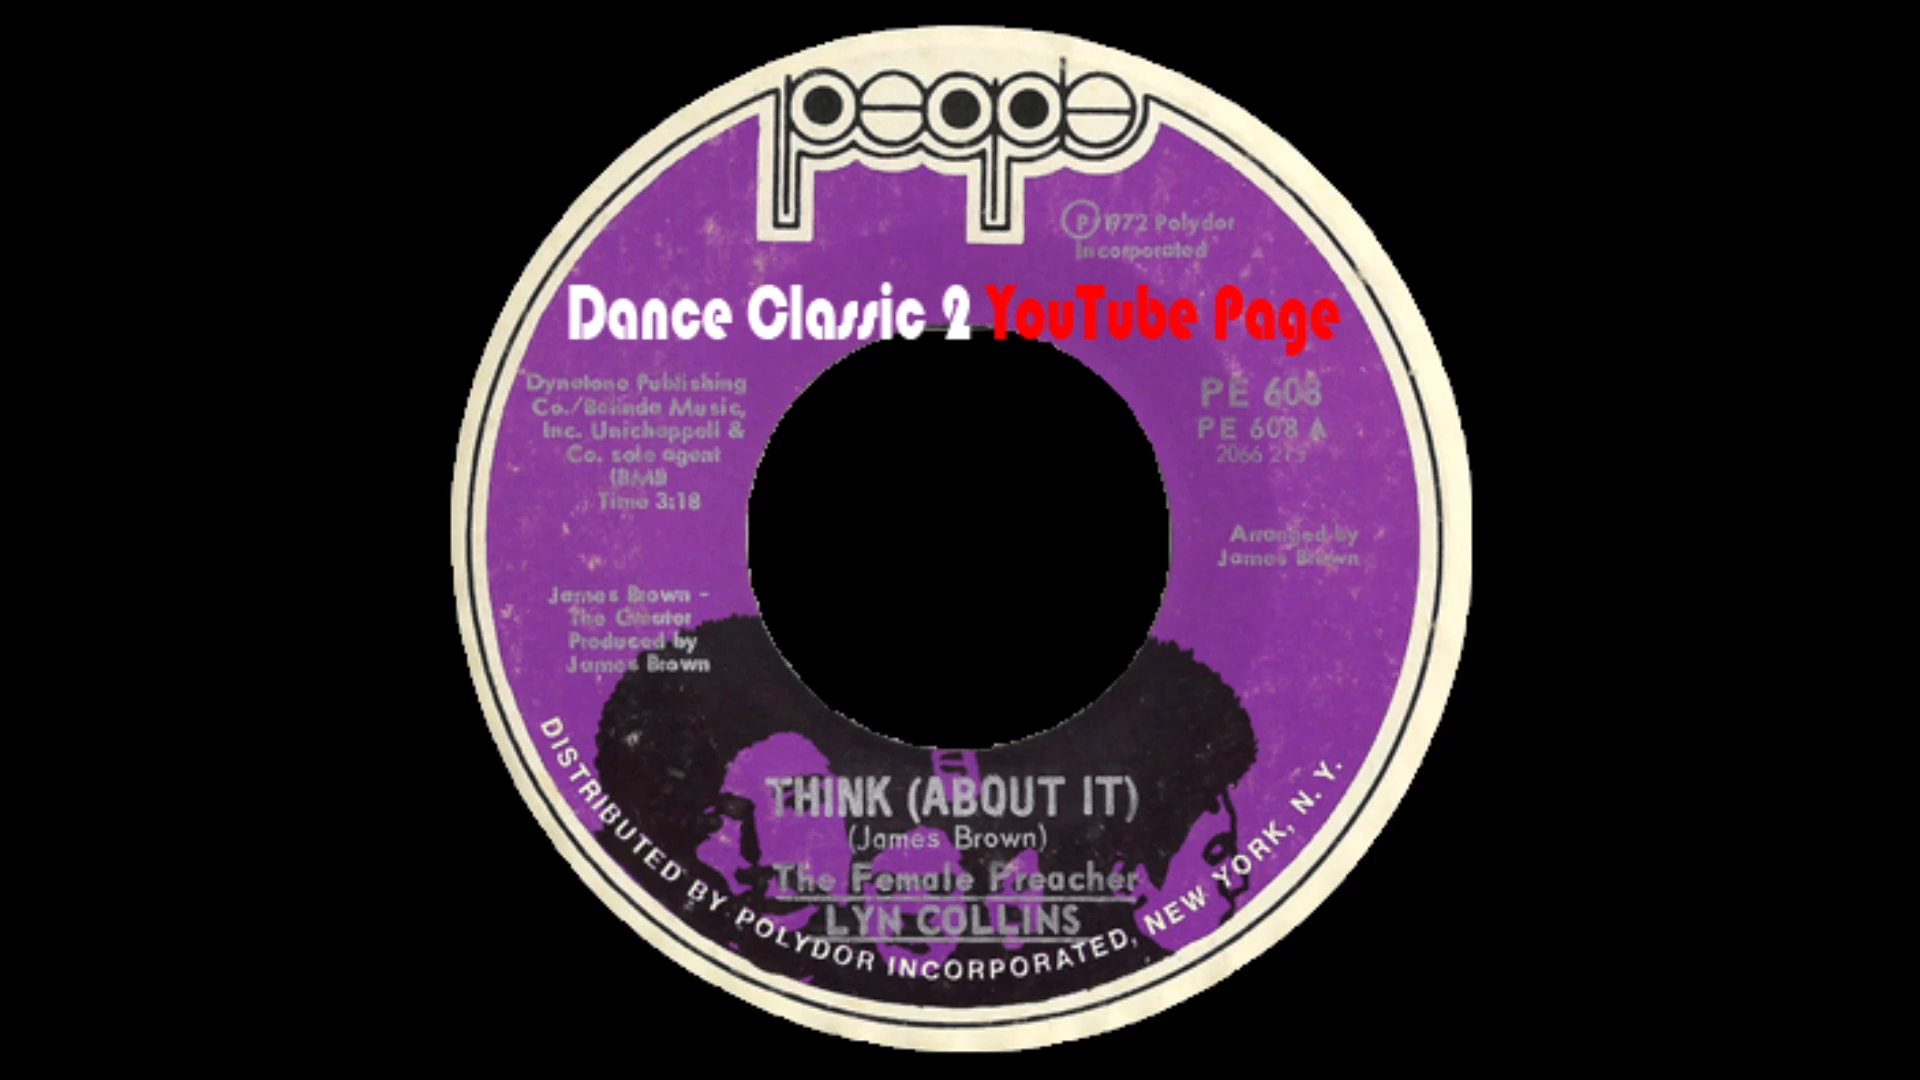 people
Ⓟ 1972 Polydor
Incorporated
Dance Classic 2 YouTube Page
Dynatone Publishing
Co./Belinda Music,
Inc. Unichappell &
Co. sole agent
(BMI)
Time 3:18
PE 608
PE 608 A
2066 273
Arranged by
James Brown
James Brown -
The Creator
Produced by
James Brown
THINK (ABOUT IT)
(James Brown)
The Female Preacher
LYN COLLINS
DISTRIBUTED BY POLYDOR INCORPORATED, NEW YORK, N.Y.